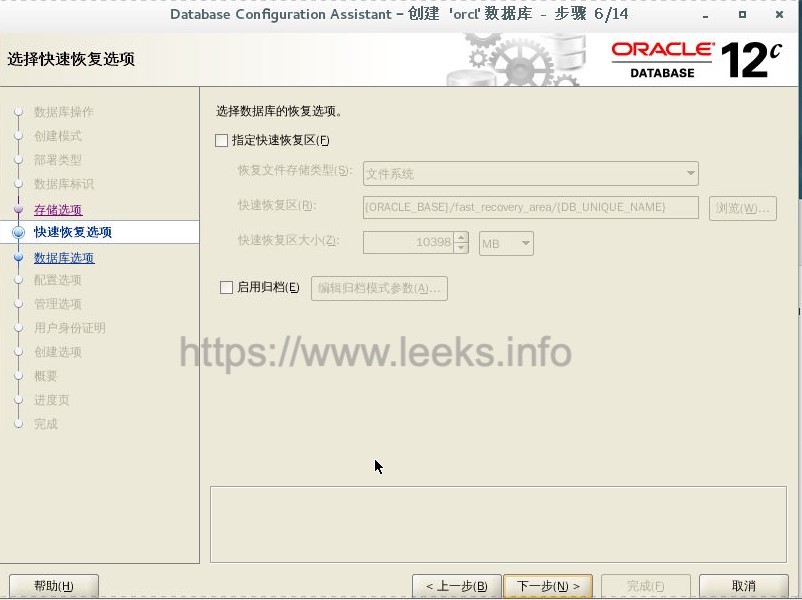 Database Configuration Assistant – 创建 'orcl' 数据库 - 步骤 6/14
选择快速恢复选项
ORACLE
DATABASE
12c
数据库操作
创建模式
部署类型
数据库标识
存储选项
快速恢复选项
数据库选项
配置选项
管理选项
用户身份证明
创建选项
概要
进度页
完成
选择数据库的恢复选项。
指定快速恢复区(F)
恢复文件存储类型(S): 文件系统
快速恢复区(R): {ORACLE_BASE}/fast_recovery_area/{DB_UNIQUE_NAME} 浏览(W)...
快速恢复区大小(Z): 10398 MB
启用归档(E) 编辑归档模式参数(A)...
https://www.leeks.info
帮助(H) < 上一步(B) 下一步(N) > 完成(F) 取消